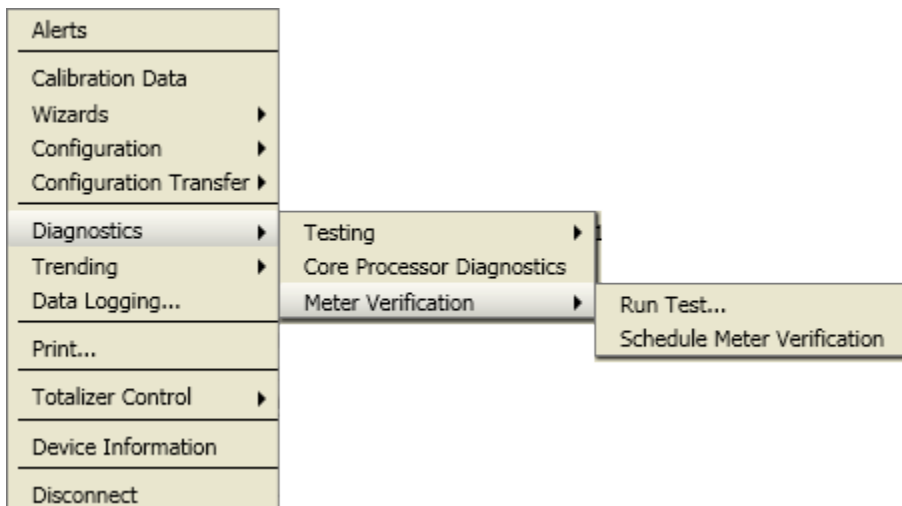 Alerts
Calibration Data
Wizards
Configuration
Configuration Transfer
Diagnostics
Trending
Data Logging...
Print...
Totalizer Control
Device Information
Disconnect
Testing
Core Processor Diagnostics
Meter Verification
Run Test...
Schedule Meter Verification